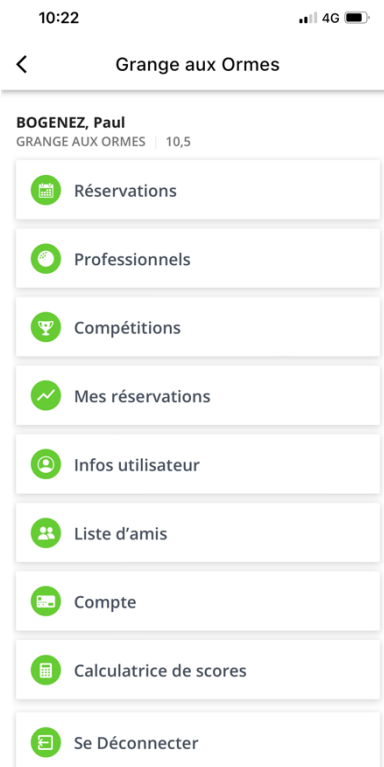 10:22
4G
Grange aux Ormes
BOGENEZ, Paul
GRANGE AUX ORMES | 10,5
Réservations
Professionnels
Compétitions
Mes réservations
Infos utilisateur
Liste d’amis
Compte
Calculatrice de scores
Se Déconnecter